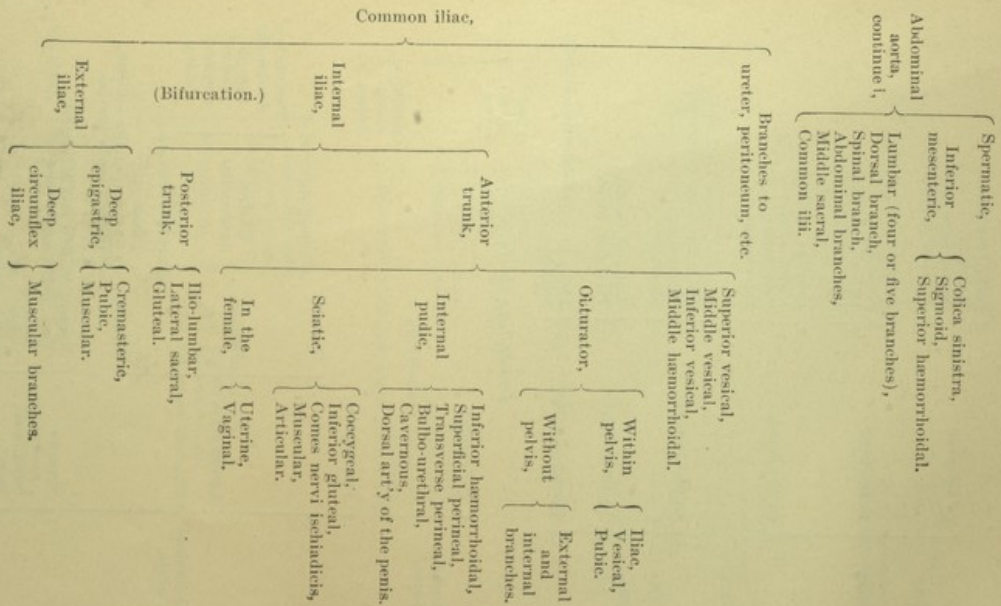 Abdominal
aorta,
continue l,
Spermatic,
Inferior
mesenteric,
Colica sinistra,
Sigmoid,
Superior hæmorrhoidal.
Lumbar (four or five branches),
Dorsal branch,
Spinal branch,
Abdominal branches,
Middle sacral,
Common ilii.
Common iliac,
Branches to
ureter, peritoneum, etc.
Internal
iliac,
(Bifurcation.)
Anterior
trunk,
Superior vesical,
Middle vesical,
Inferior vesical,
Middle hæmorrhoidal.
Oiturator,
Within
pelvis,
Iliac,
Vesical,
Pubic.
Without
pelvis,
External
and
internal
branches.
Internal
pudic,
Inferior hæmorrhoidal,
Superficial perineal,
Transverse perineal,
Bulbo-urethral,
Cavernous,
Dorsal art'y of the penis.
Sciatic,
Coccygeal,
Inferior gluteal,
Comes nervi ischiadicis,
Muscular,
Articular.
In the
female,
Uterine,
Vaginal.
Posterior
trunk,
Ilio-lumbar,
Lateral sacral,
Gluteal.
External
iliac,
Deep
epigastric,
Cremasteric,
Pubic,
Muscular.
Deep
circumflex
iliac,
Muscular branches.